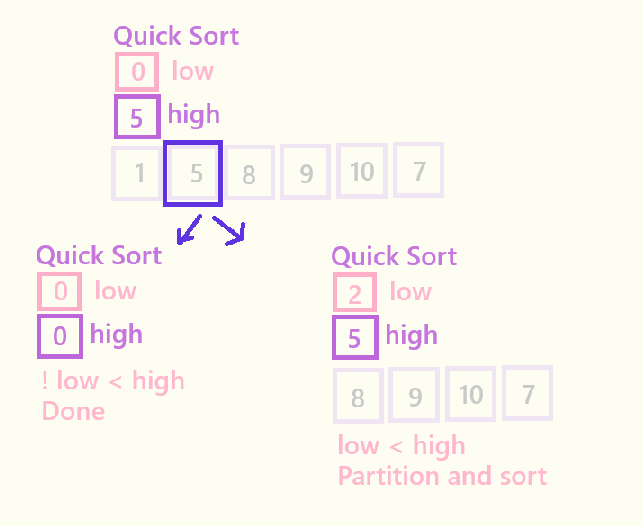 Quick Sort
0 low
5 high
1 5 8 9 10 7
Quick Sort
0 low
0 high
! low < high
Done
Quick Sort
2 low
5 high
8 9 10 7
low < high
Partition and sort